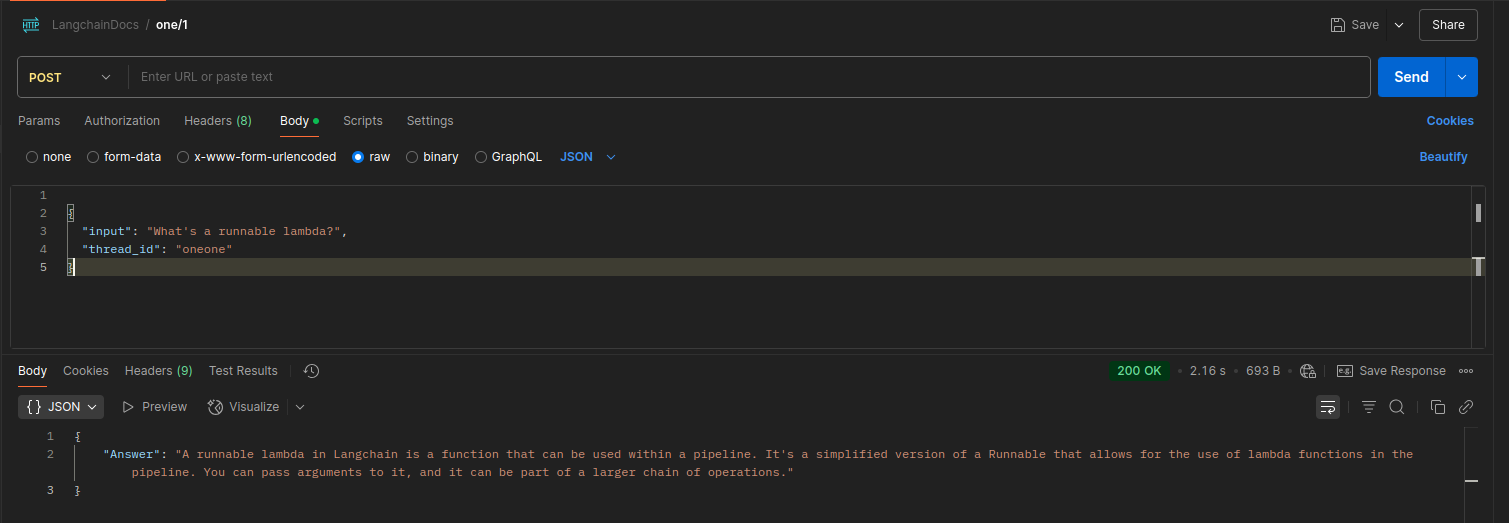 HTTP LangchainDocs / one/1 Save Share
POST Enter URL or paste text Send
Params Authorization Headers (8) Body Scripts Settings Cookies
none form-data x-www-form-urlencoded raw binary GraphQL JSON Beautify
1
2 {
3 "input": "What's a runnable lambda?",
4 "thread_id": "oneone"
5 }
Body Cookies Headers (9) Test Results 200 OK • 2.16 s • 693 B e.g. Save Response
{} JSON Preview Visualize
1 {
2 "Answer": "A runnable lambda in Langchain is a function that can be used within a pipeline. It's a simplified version of a Runnable that allows for the use of lambda functions in the
pipeline. You can pass arguments to it, and it can be part of a larger chain of operations."
3 }